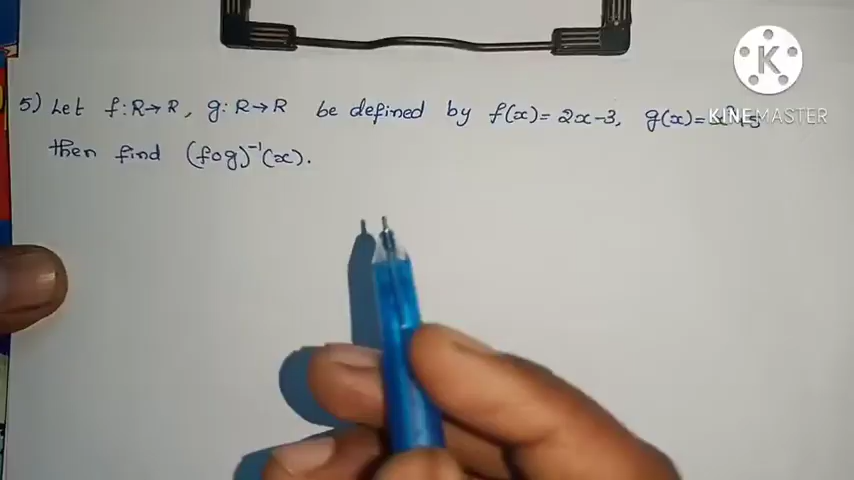 5) Let f:R→R, g:R→R be defined by f(x)=2x-3, g(x)=
then find (fog)⁻¹(x).
K
KINEMASTER